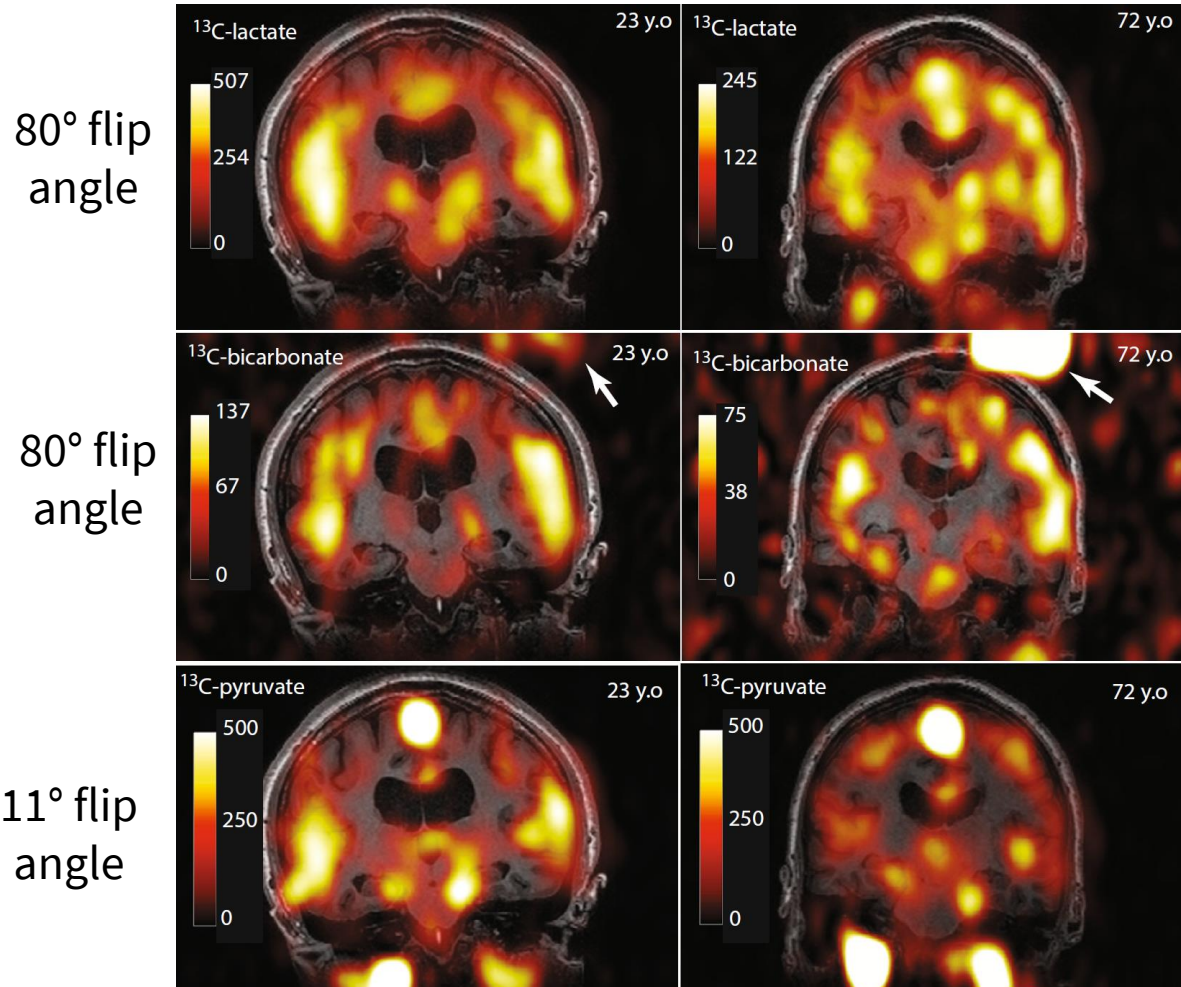 80° flip
angle
¹³C-lactate
23 y.o
507
254
0
¹³C-lactate
72 y.o
245
122
0
80° flip
angle
¹³C-bicarbonate
23 y.o
137
67
0
¹³C-bicarbonate
72 y.o
75
38
0
11° flip
angle
¹³C-pyruvate
23 y.o
500
250
0
¹³C-pyruvate
72 y.o
500
250
0